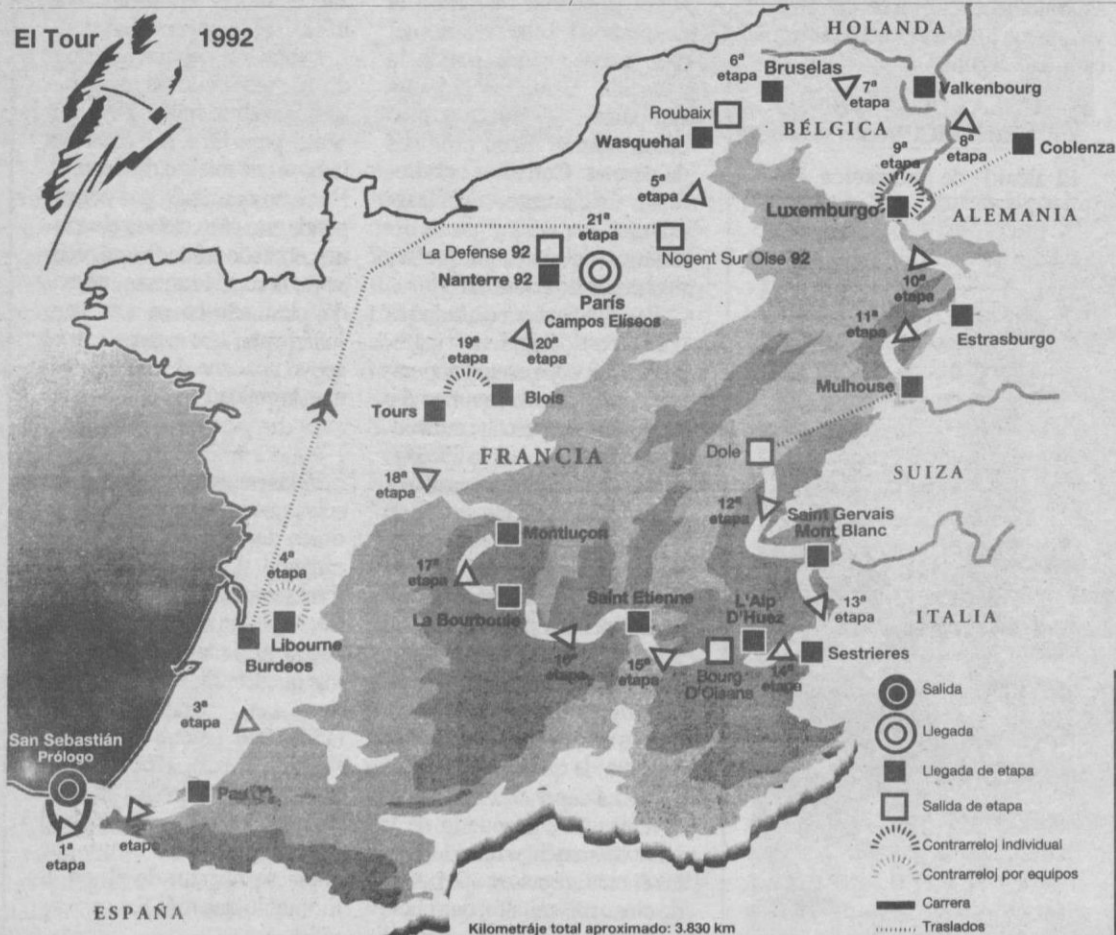 El Tour 1992
HOLANDA
6ª
etapa
Bruselas
7ª
etapa
Valkenbourg
Roubaix
Wasquehal
BÉLGICA
8ª
etapa
Coblenza
9ª
etapa
Luxemburgo
ALEMANIA
5ª
etapa
21ª
etapa
La Defense 92
Nanterre 92
Nogent Sur Oise 92
París
Campos Elíseos
10ª
etapa
11ª
etapa
Estrasburgo
19ª
etapa
20ª
etapa
Mulhouse
Tours
Blois
FRANCIA
Dole
SUIZA
18ª
etapa
12ª
etapa
Saint Gervais
Mont Blanc
Montluçon
4ª
etapa
17ª
etapa
La Bourboule
Saint Etienne
L'Alp
D'Huez
13ª
etapa
ITALIA
Libourne
Burdeos
16ª
etapa
15ª
etapa
Bourg
D'Oisans
14ª
etapa
Sestrieres
3ª
etapa
San Sebastián
Prólogo
Pau
1ª
etapa
etapa
ESPAÑA
Salida
Llegada
Llegada de etapa
Salida de etapa
Contrarreloj individual
Contrarreloj por equipos
Carrera
Traslados
Kilometráje total aproximado: 3.830 km